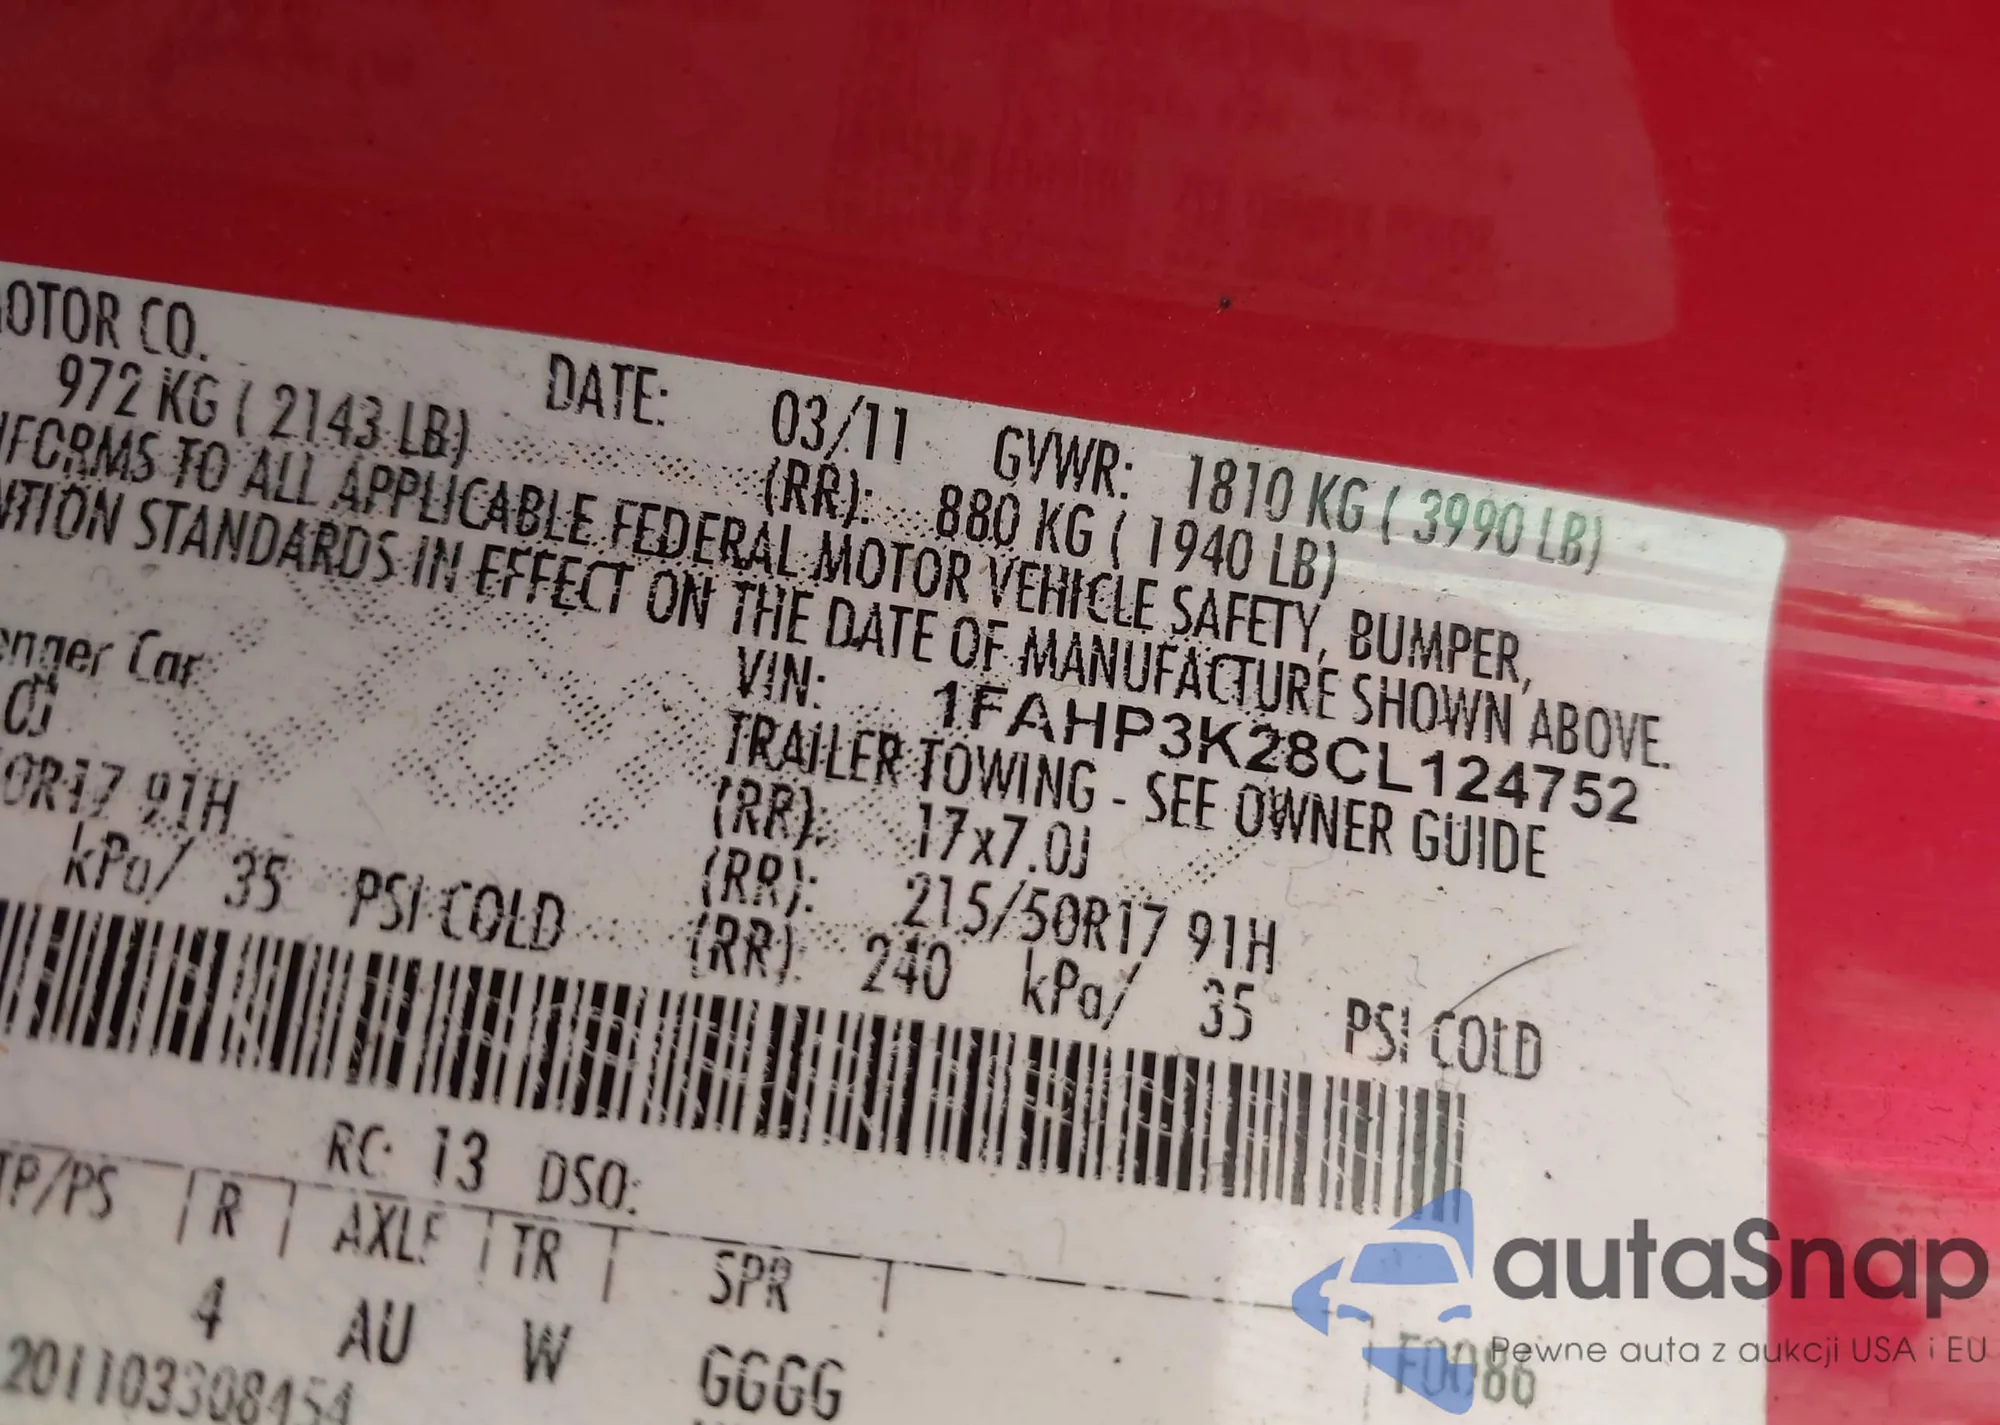 OTOR CO.
DATE: 03/11 GVWR: 1810 KG ( 3990 LB)
972 KG ( 2143 LB) (RR): 880 KG ( 1940 LB)
FORMS TO ALL APPLICABLE FEDERAL MOTOR VEHICLE SAFETY, BUMPER,
NTION STANDARDS IN EFFECT ON THE DATE OF MANUFACTURE SHOWN ABOVE.
VIN: 1FAHP3K28CL124752
enger Car TRAILER TOWING - SEE OWNER GUIDE
0J (RR): 17x7.0J
0R17 91H (RR): 215/50R17 91H
kPa/ 35 PSI COLD (RR): 240 kPa/ 35 PSI COLD
RC: 13 DSO:
TP/PS R AXLE TR SPR
4 AU W GGGG
F0086
201103308454
autaSnap
Pewne auta z aukcji USA i EU